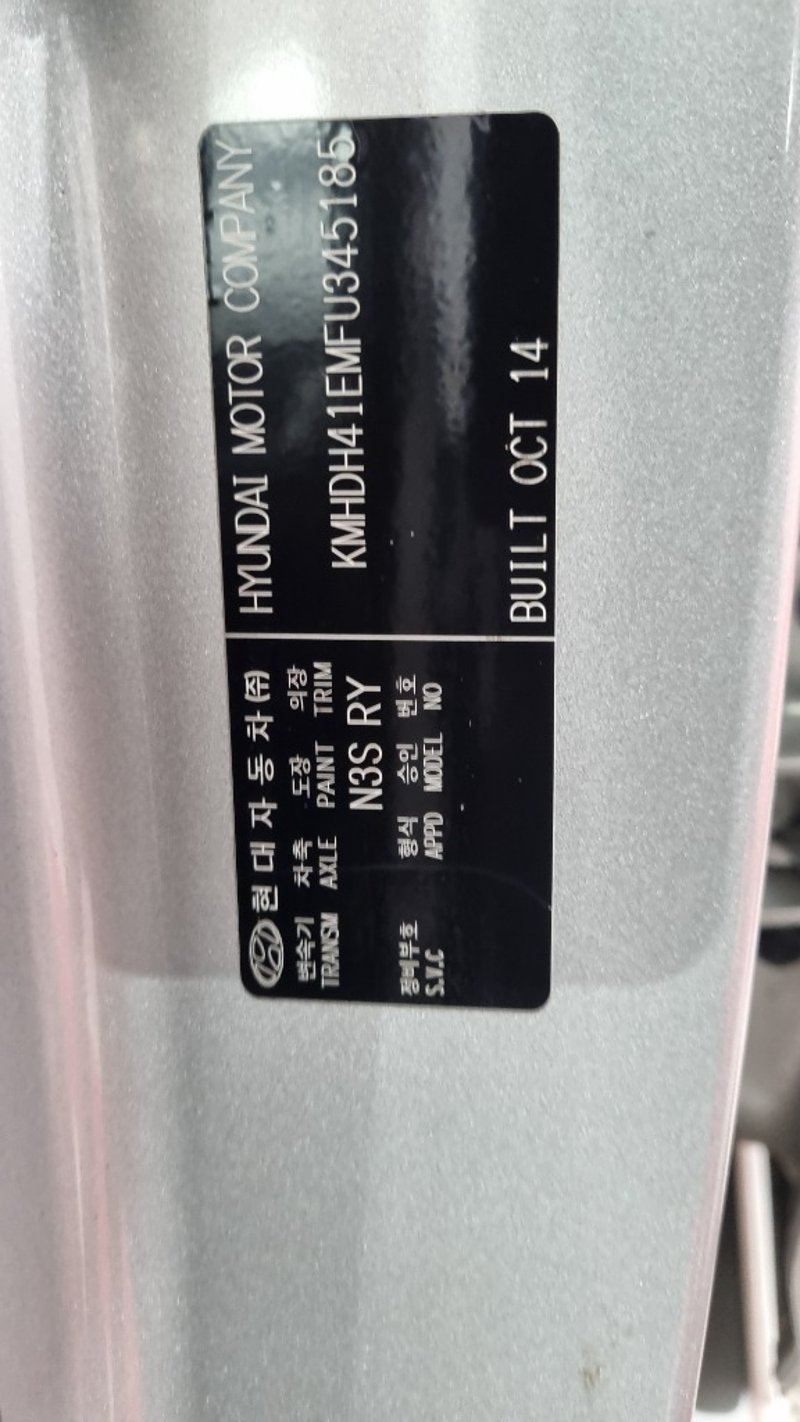 현대자동차(주)
변속기 차축 도장 의장
TRANSM AXLE PAINT TRIM
N3S RY
정비부호 형식 승인 번호
S.V.C APPD MODEL NO
HYUNDAI MOTOR COMPANY
KMHDH41EMFU345185
BUILT OCT 14